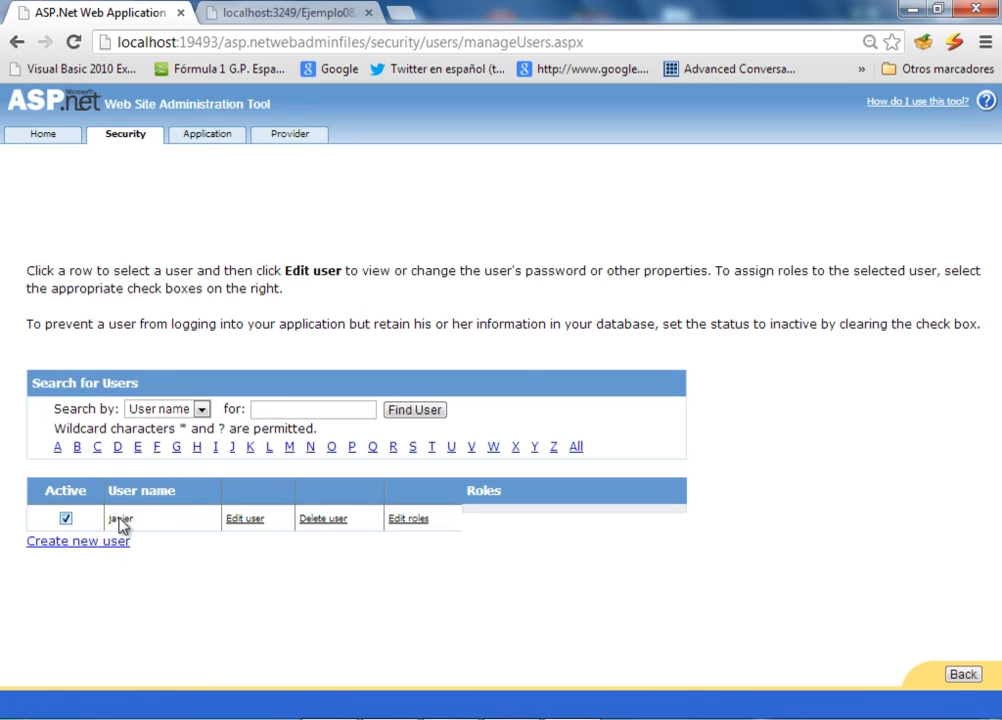 ASP.Net Web Application
localhost:3249/Ejemplo08.
localhost:19493/asp.netwebadminfiles/security/users/manageUsers.aspx
Visual Basic 2010 Ex...
Fórmula 1 G.P. Espa...
Google
Twitter en español (t...
http://www.google....
Advanced Conversa...
»
Otros marcadores
Microsoft
ASP.net Web Site Administration Tool
How do I use this tool? ?
Home
Security
Application
Provider
Click a row to select a user and then click Edit user to view or change the user's password or other properties. To assign roles to the selected user, select
the appropriate check boxes on the right.
To prevent a user from logging into your application but retain his or her information in your database, set the status to inactive by clearing the check box.
Search for Users
Search by: User name for: Find User
Wildcard characters * and ? are permitted.
A B C D E F G H I J K L M N O P Q R S T U V W X Y Z All
Active User name Roles
javier Edit user Delete user Edit roles
Create new user
Back